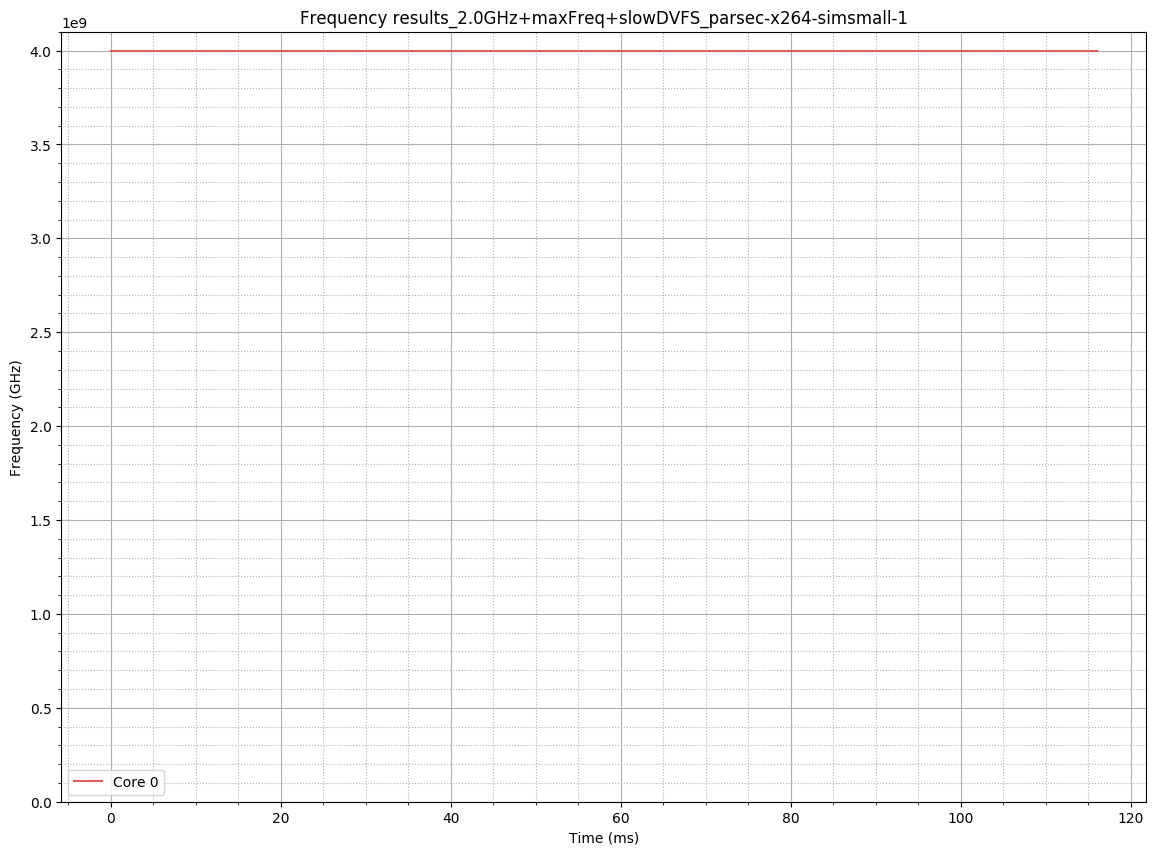 Frequency results_2.0GHz+maxFreq+slowDVFS_parsec-x264-simsmall-1
1e9
4.0
3.5
3.0
2.5
2.0
1.5
1.0
0.5
0.0
Frequency (GHz)
Core 0
0 20 40 60 80 100 120
Time (ms)